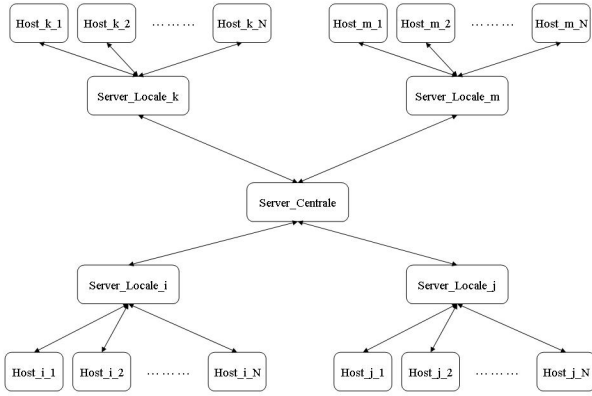 Host_k_1 Host_k_2 ……… Host_k_N Host_m_1 Host_m_2 ……… Host_m_N
Server_Locale_k Server_Locale_m
Server_Centrale
Server_Locale_i Server_Locale_j
Host_i_1 Host_i_2 ……… Host_i_N Host_j_1 Host_j_2 ……… Host_j_N